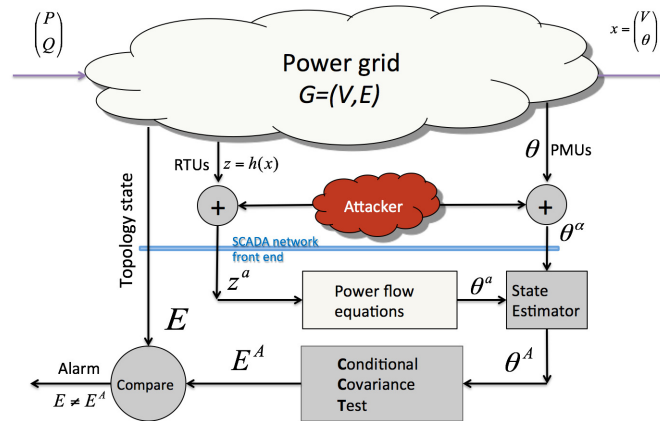 (P Q)
x = (V θ)
Power grid
G=(V,E)
RTUs z = h(x)
θ PMUs
Topology state
+
Attacker
+
SCADA network
front end
θ^α
z^a
Power flow
equations
θ^a
State
Estimator
E
Alarm
E ≠ E^A
Compare
E^A
Conditional
Covariance
Test
θ^A